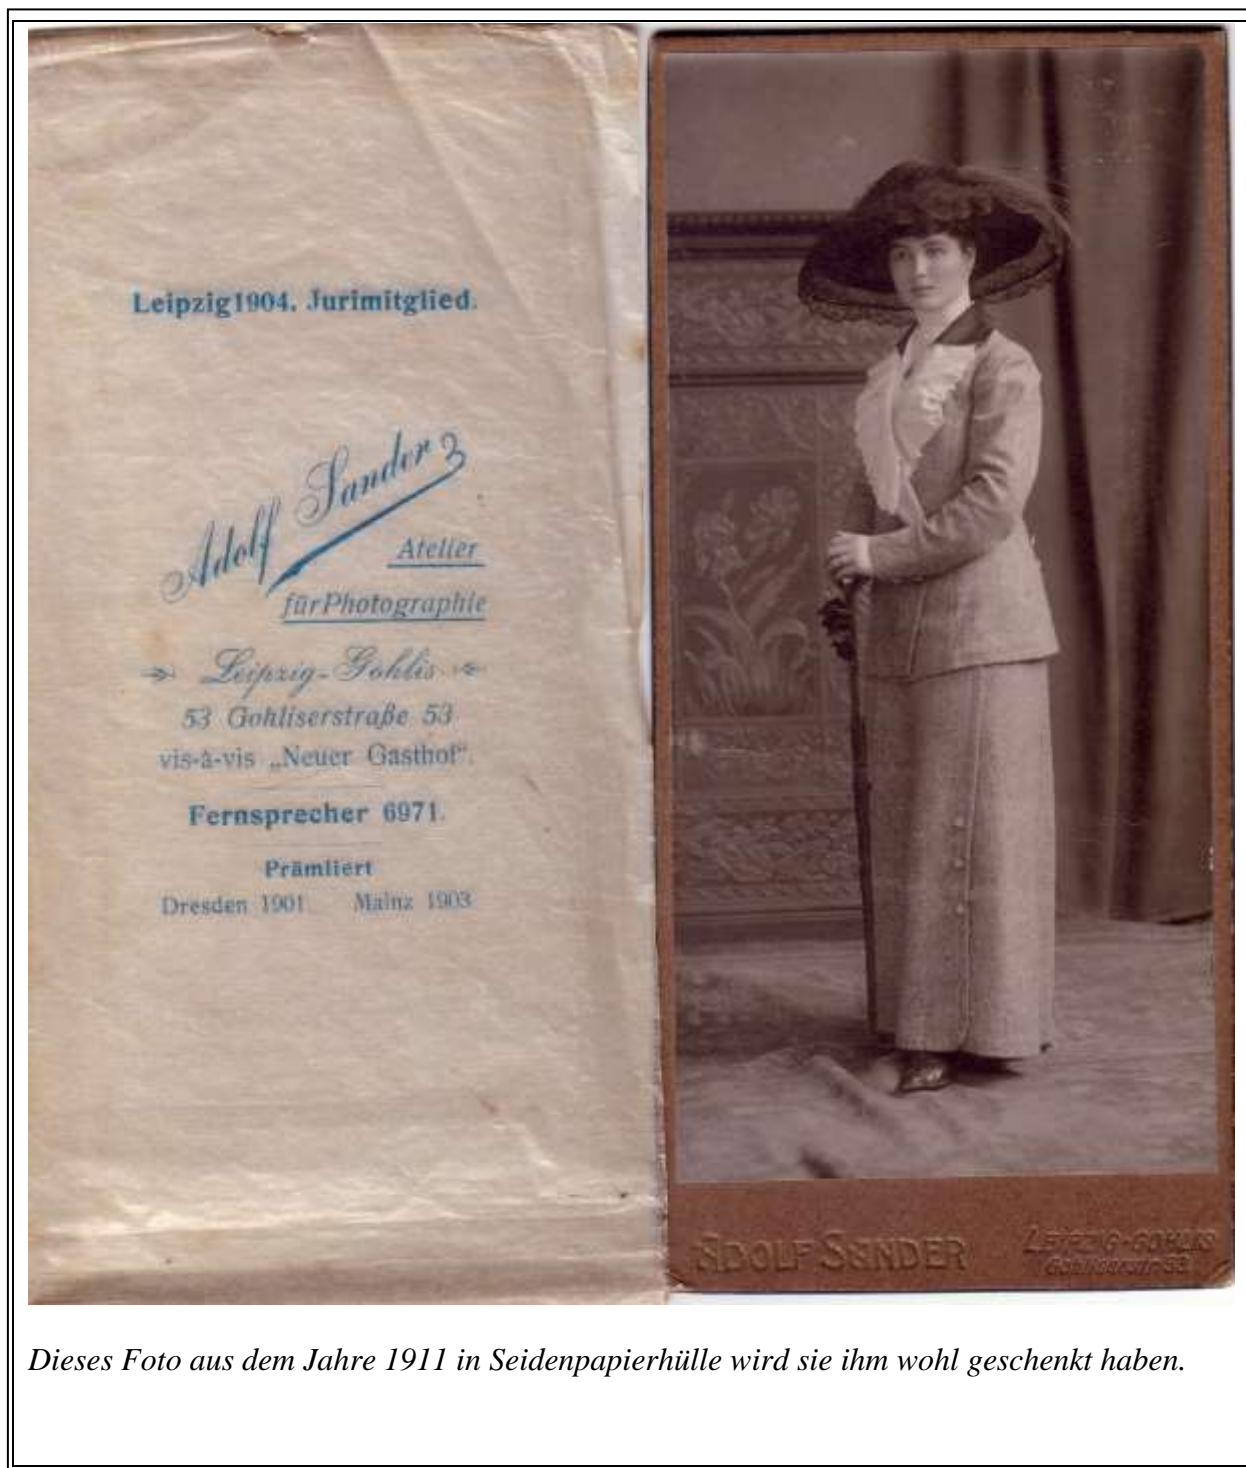 Leipzig 1904. Jurimitglied.
Adolf Sander
Atelier
für Photographie
Leipzig-Gohlis
53 Gohliserstraße 53
vis-à-vis „Neuer Gasthof“.
Fernsprecher 6971.
Prämiiert
Dresden 1901 Mainz 1903
ADOLF SANDER
LEIPZIG-GOHLIS
Gohliserstr. 53
Dieses Foto aus dem Jahre 1911 in Seidenpapierhülle wird sie ihm wohl geschenkt haben.